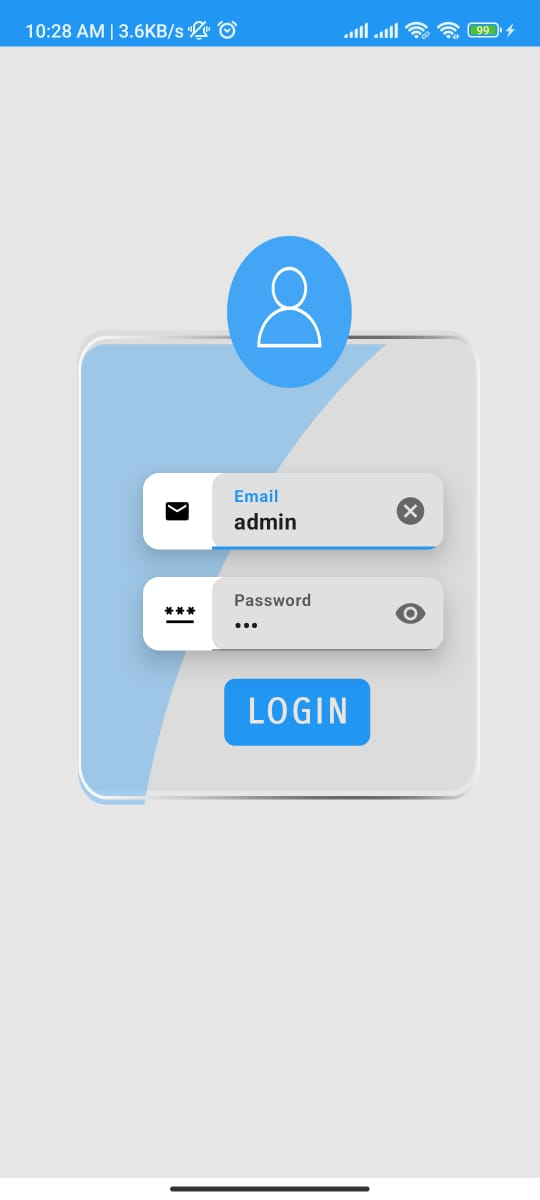 10:28 AM | 3.6KB/s
99
Email
admin
***
Password
•••
LOGIN